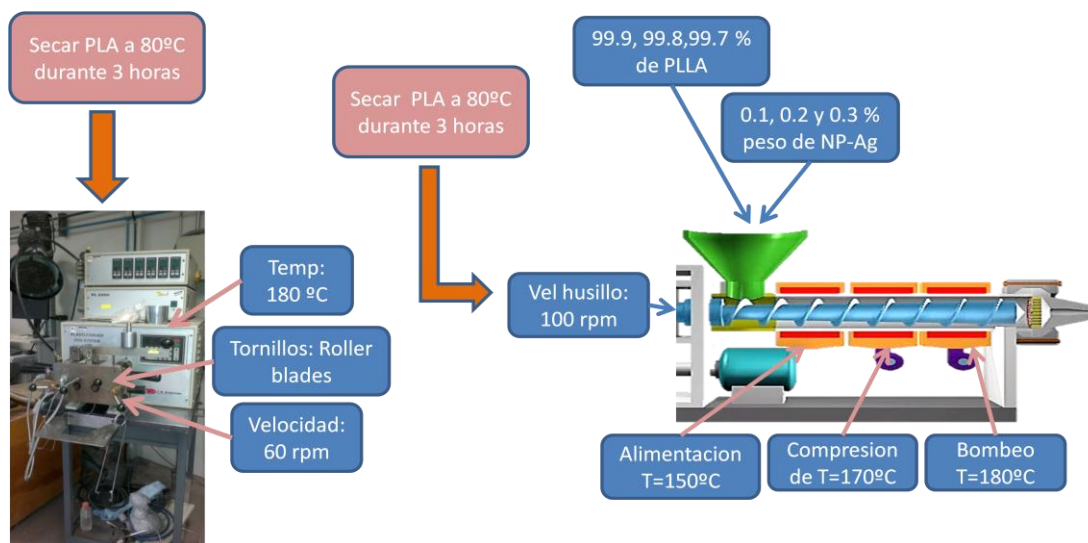 Secar PLA a 80ºC
durante 3 horas
Temp:
180 ºC
Tornillos: Roller
blades
Velocidad:
60 rpm
Secar  PLA a 80ºC
durante 3 horas
99.9, 99.8,99.7 %
de PLLA
0.1, 0.2 y 0.3 %
peso de NP-Ag
Vel husillo:
100 rpm
Alimentacion
T=150ºC
Compresion
de T=170ºC
Bombeo
T=180ºC